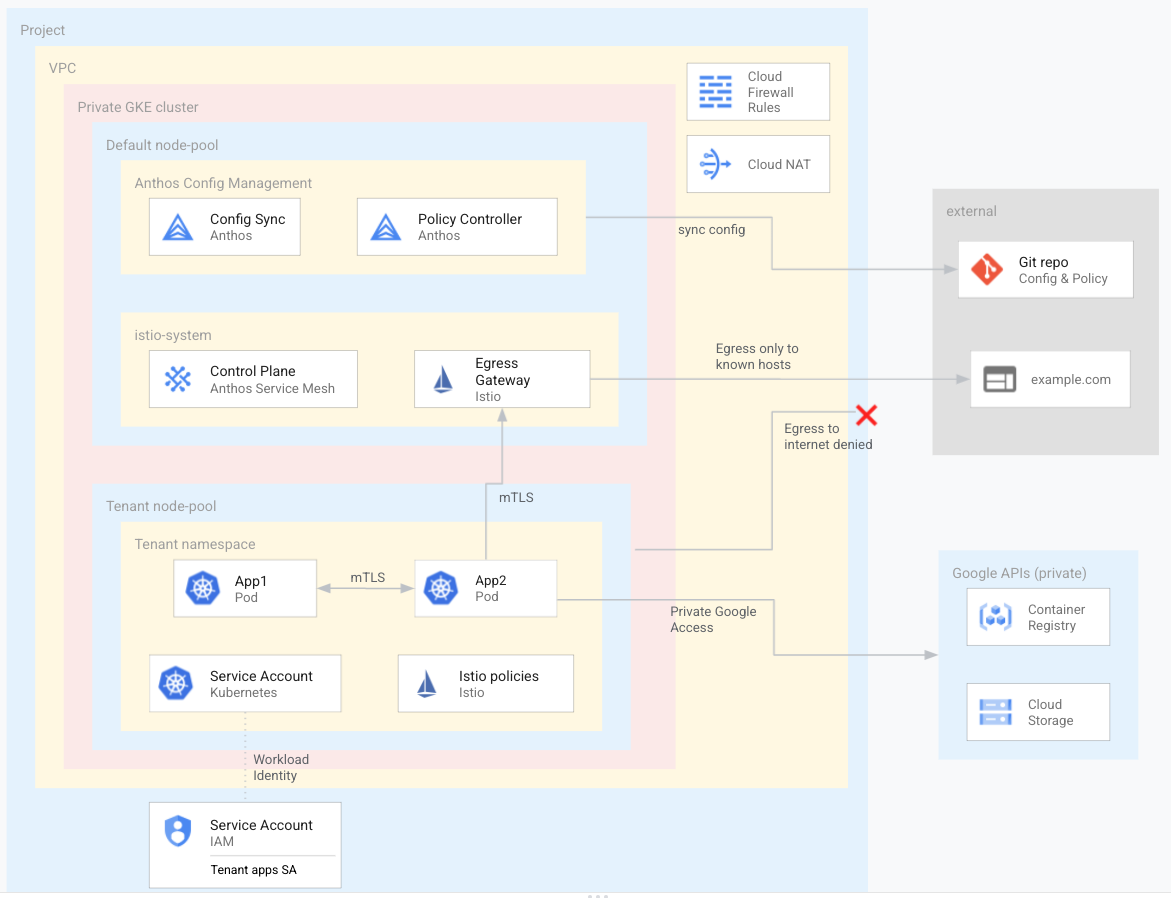 Project
VPC
Cloud
Firewall
Rules
Private GKE cluster
Default node-pool
Cloud NAT
Anthos Config Management
Config Sync
Anthos
Policy Controller
Anthos
sync config
external
Git repo
Config & Policy
istio-system
Control Plane
Anthos Service Mesh
Egress
Gateway
Istio
Egress only to
known hosts
example.com
Egress to
internet denied
mTLS
Tenant node-pool
Tenant namespace
App1
Pod
mTLS
App2
Pod
Private Google
Access
Google APIs (private)
Container
Registry
Cloud
Storage
Service Account
Kubernetes
Istio policies
Istio
Workload
Identity
Service Account
IAM
Tenant apps SA